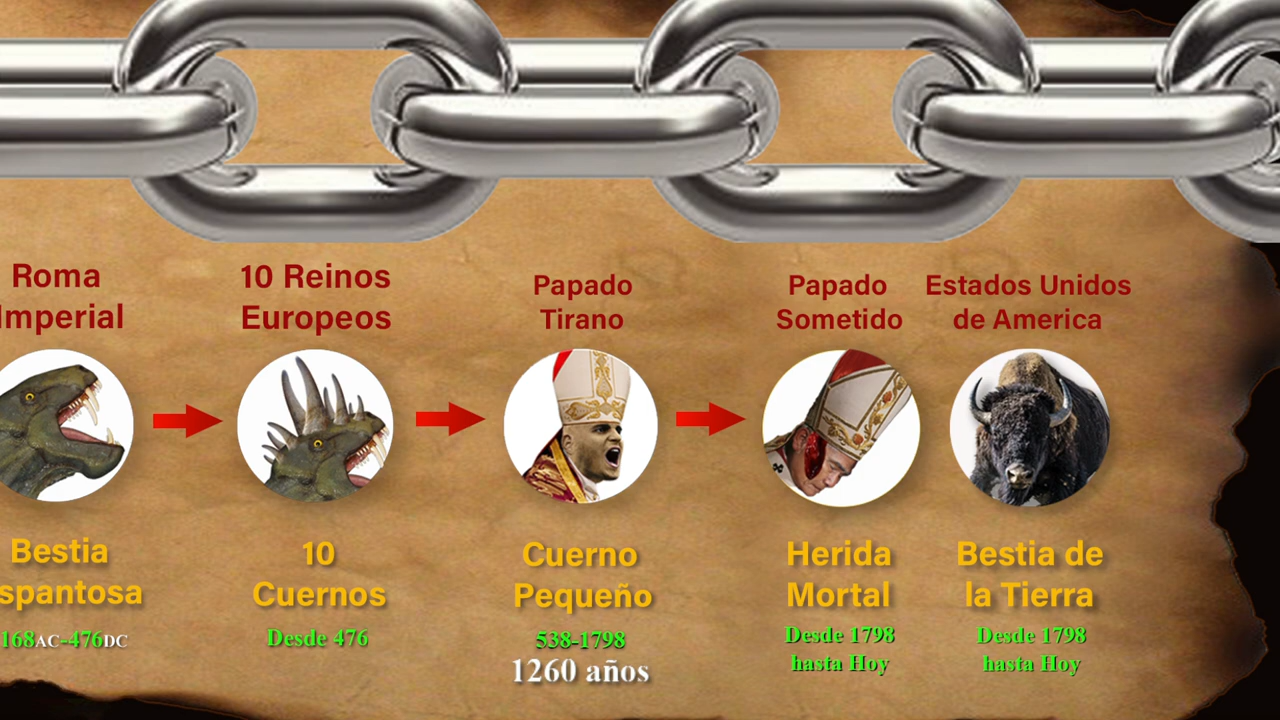 Roma
Imperial
10 Reinos
Europeos
Papado
Tirano
Papado
Sometido
Estados Unidos
de America
Bestia
spantosa
168AC-476DC
10
Cuernos
Desde 476
Cuerno
Pequeño
538-1798
1260 años
Herida
Mortal
Desde 1798
hasta Hoy
Bestia de
la Tierra
Desde 1798
hasta Hoy